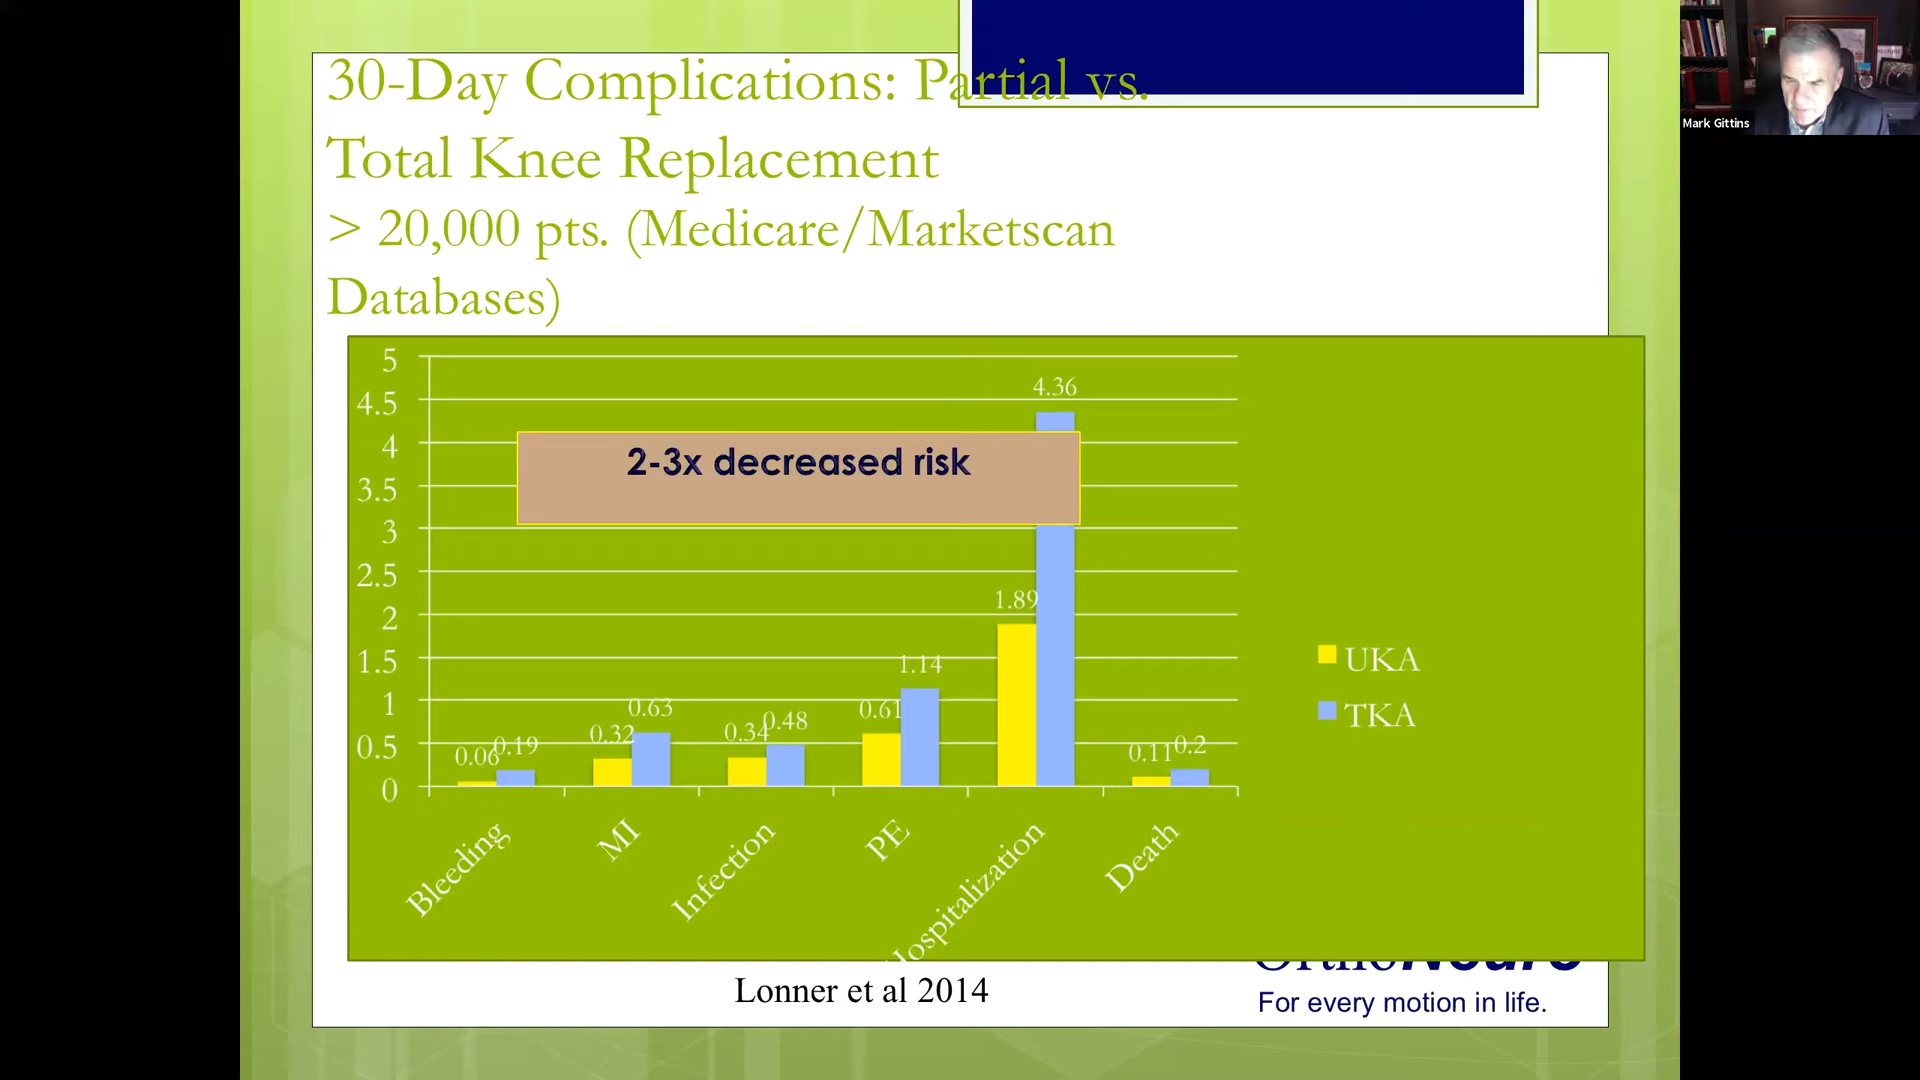 30-Day Complications: Partial vs.
Total Knee Replacement
> 20,000 pts. (Medicare/Marketscan
Databases)
Mark Gittins
5
4.5
4
3.5
3
2.5
2
1.5
1
0.5
0
2-3x decreased risk
0.06
0.19
0.32
0.63
0.34
0.48
0.61
1.14
1.89
4.36
0.11
0.2
UKA
TKA
Bleeding
MI
Infection
PE
Hospitalization
Death
Lonner et al 2014
For every motion in life.